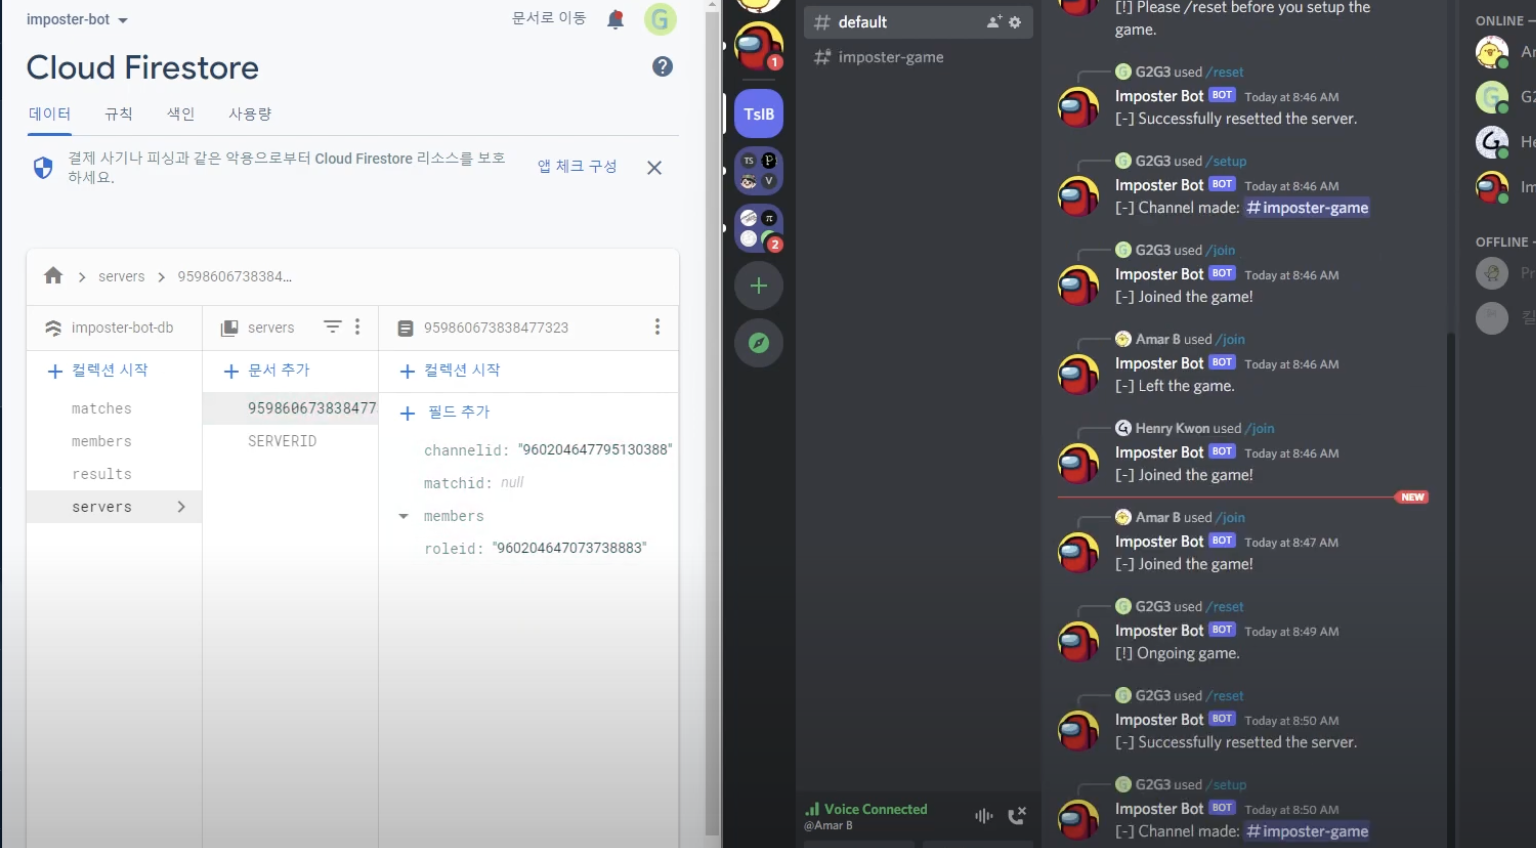 imposter-bot
문서로 이동
G
Cloud Firestore
데이터
규칙
색인
사용량
결제 사기나 피싱과 같은 악용으로부터 Cloud Firestore 리소스를 보호
하세요.
앱 체크 구성
servers
9598606738384...
imposter-bot-db
servers
959860673838477323
컬렉션 시작
문서 추가
컬렉션 시작
matches
members
results
servers
959860673838477
SERVERID
필드 추가
channelid: "960204647795130388"
matchid: null
members
roleid: "960204647073738883"
1
TsIB
TS
V
π
2
# default
# imposter-game
Voice Connected
@Amar B
[!] Please /reset before you setup the
game.
G2G3 used /reset
Imposter Bot BOT Today at 8:46 AM
[-] Successfully resetted the server.
G2G3 used /setup
Imposter Bot BOT Today at 8:46 AM
[-] Channel made: #imposter-game
G2G3 used /join
Imposter Bot BOT Today at 8:46 AM
[-] Joined the game!
Amar B used /join
Imposter Bot BOT Today at 8:46 AM
[-] Left the game.
Henry Kwon used /join
Imposter Bot BOT Today at 8:46 AM
[-] Joined the game!
NEW
Amar B used /join
Imposter Bot BOT Today at 8:47 AM
[-] Joined the game!
G2G3 used /reset
Imposter Bot BOT Today at 8:49 AM
[!] Ongoing game.
G2G3 used /reset
Imposter Bot BOT Today at 8:50 AM
[-] Successfully resetted the server.
G2G3 used /setup
Imposter Bot BOT Today at 8:50 AM
[-] Channel made: #imposter-game
ONLINE —
G2
He
Im
OFFLINE —
Pr